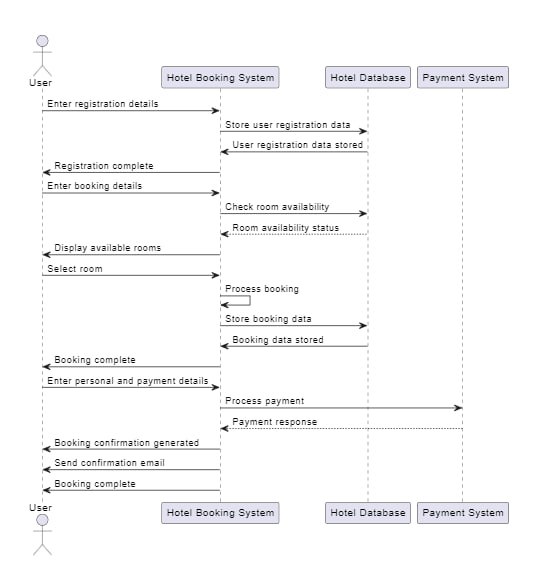 User
Hotel Booking System
Hotel Database
Payment System
Enter registration details
Store user registration data
User registration data stored
Registration complete
Enter booking details
Check room availability
Room availability status
Display available rooms
Select room
Process booking
Store booking data
Booking data stored
Booking complete
Enter personal and payment details
Process payment
Payment response
Booking confirmation generated
Send confirmation email
Booking complete
User
Hotel Booking System
Hotel Database
Payment System